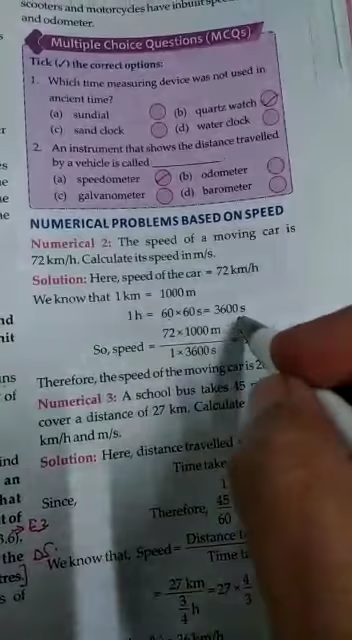 scooters and motorcycles have inbuilt
and odometer.
Multiple Choice Questions (MCQs)
Tick (✓) the correct options:
1. Which time measuring device was not used in
ancient time?
(a) sundial (b) quartz watch
(c) sand clock (d) water clock
2. An instrument that shows the distance travelled
by a vehicle is called
(a) speedometer (b) odometer
(c) galvanometer (d) barometer
NUMERICAL PROBLEMS BASED ON SPEED
Numerical 2: The speed of a moving car is
72 km/h. Calculate its speed in m/s.
Solution: Here, speed of the car = 72 km/h
We know that 1 km = 1000 m
1 h = 60 × 60 s = 3600 s
So, speed = 72 × 1000 m / 1 × 3600 s =
Therefore, the speed of the moving car is 2
Numerical 3: A school bus takes 45
cover a distance of 27 km. Calculate
km/h and m/s.
Solution: Here, distance travelled
Time take
Since, 1
Therefore, 45/60
We know that, Speed = Distance t / Time t
= 27 km / 3/4 h = 27 × 4/3